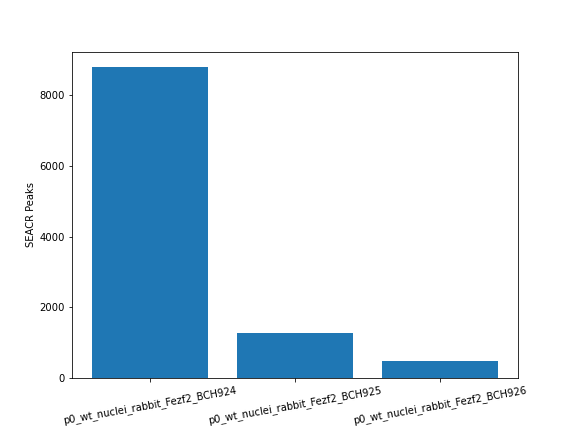 SEACR Peaks
8000
6000
4000
2000
0
p0_wt_nuclei_rabbit_Fezf2_BCH924
p0_wt_nuclei_rabbit_Fezf2_BCH925
p0_wt_nuclei_rabbit_Fezf2_BCH926